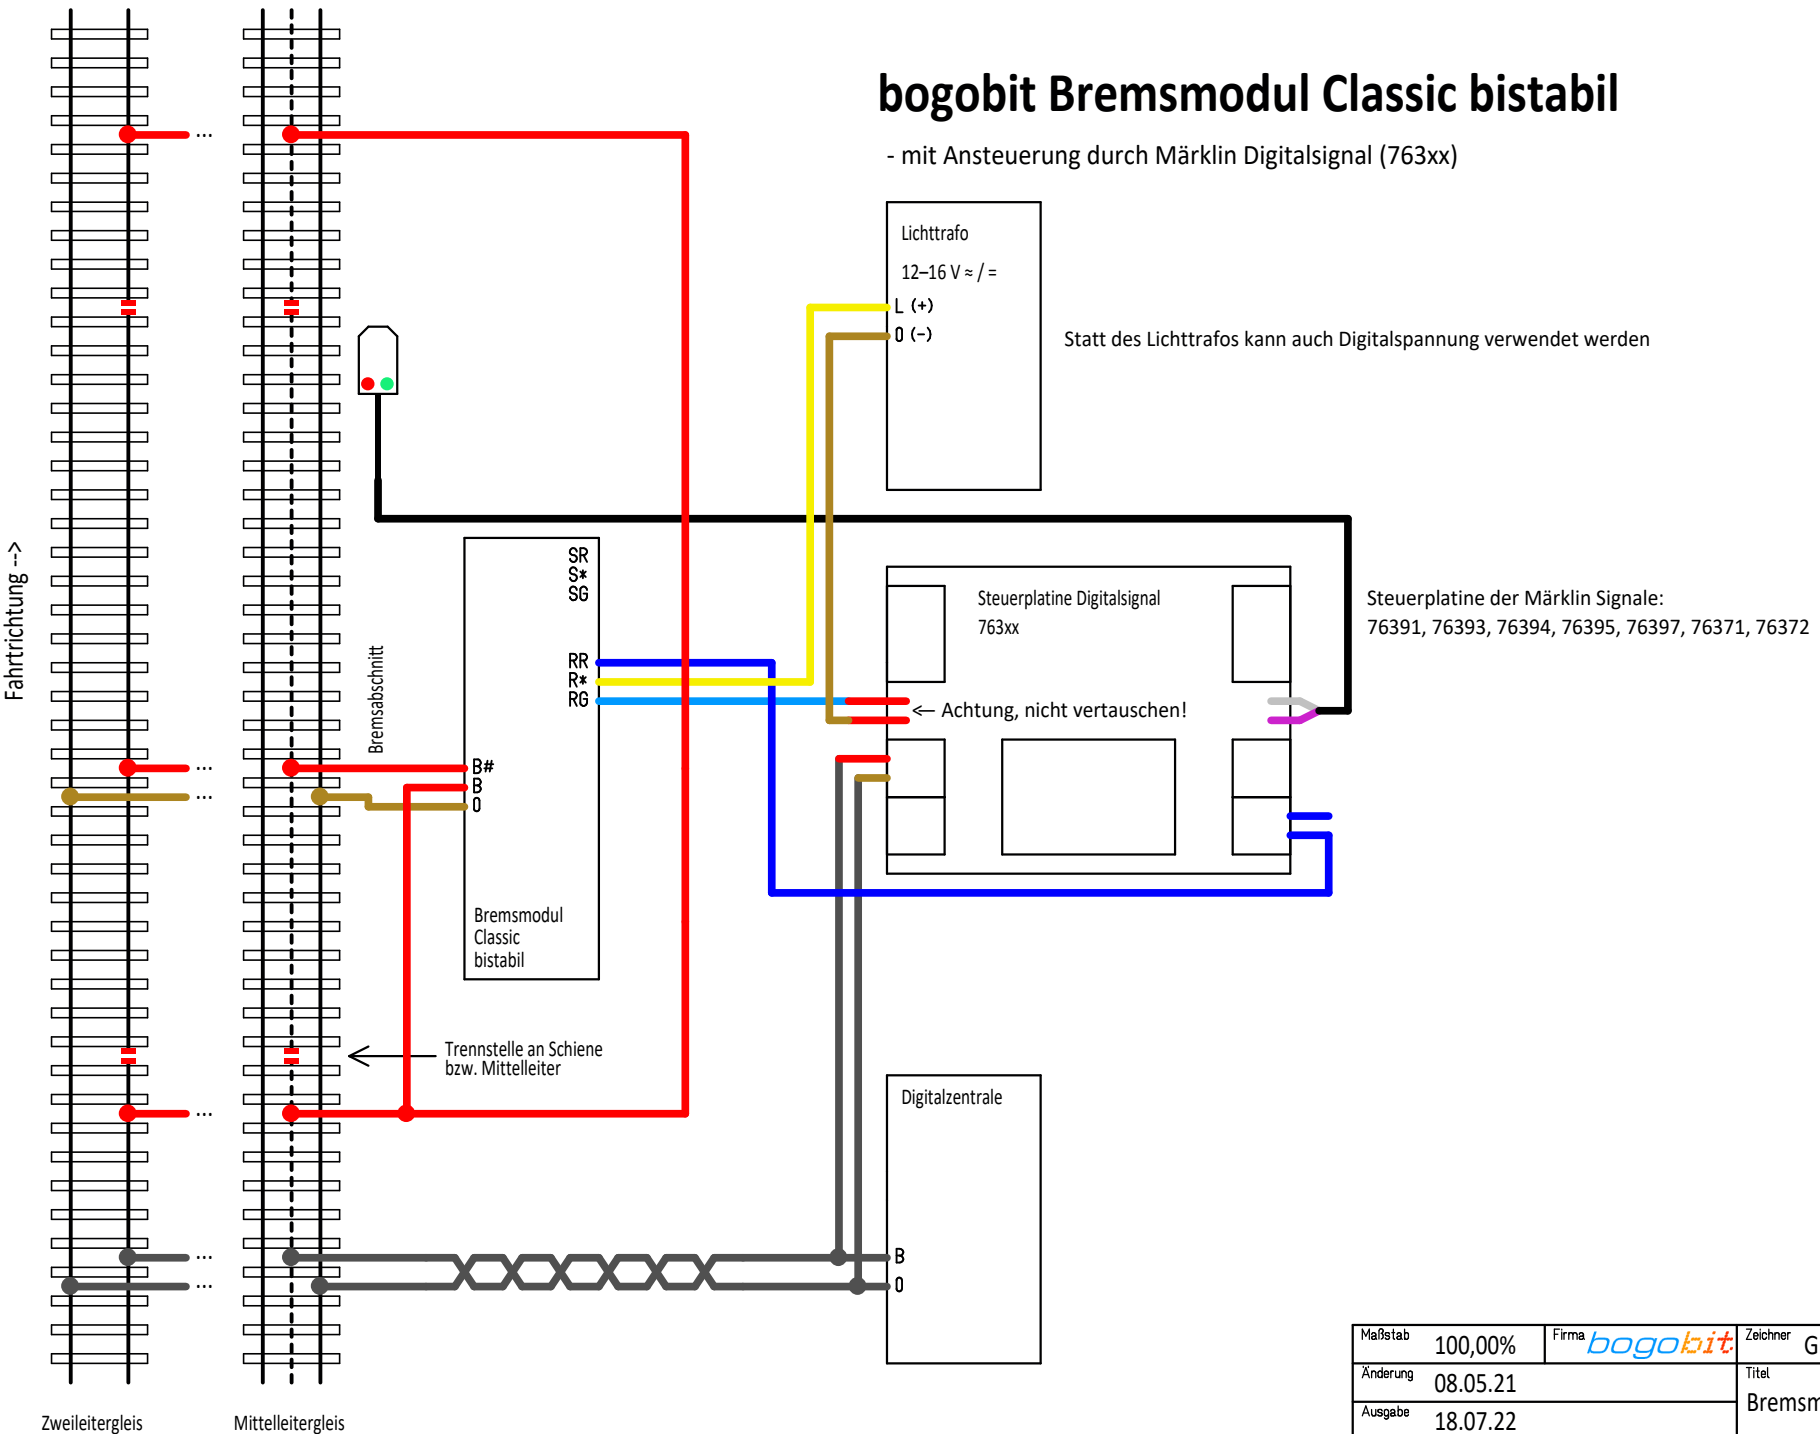 bogobit Bremsmodul Classic bistabil
- mit Ansteuerung durch Märklin Digitalsignal (763xx)
...
Lichttrafo
12–16 V ≈ / =
L (+)
0 (-)
Statt des Lichttrafos kann auch Digitalspannung verwendet werden
Fahrtrichtung -->
SR
S*
SG
RR
R*
RG
Bremsabschnitt
B#
B
0
...
...
Bremsmodul
Classic
bistabil
Steuerplatine Digitalsignal
763xx
<- Achtung, nicht vertauschen!
Steuerplatine der Märklin Signale:
76391, 76393, 76394, 76395, 76397, 76371, 76372
Trennstelle an Schiene
bzw. Mittelleiter
...
Digitalzentrale
B
0
...
...
Zweileitergleis
Mittelleitergleis
Maßstab 100,00%
Firma bogobit
Zeichner G
Änderung 08.05.21
Titel
Bremsm
Ausgabe 18.07.22